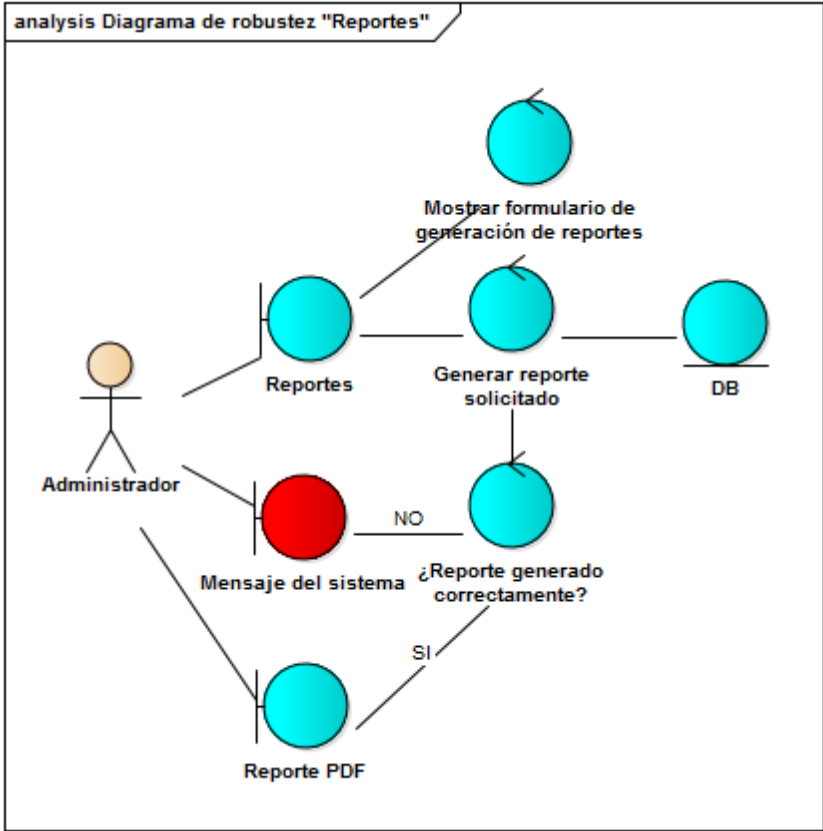 analysis Diagrama de robustez "Reportes"
Mostrar formulario de
generación de reportes
Reportes
Generar reporte
solicitado
DB
Administrador
NO
Mensaje del sistema
¿Reporte generado
correctamente?
SI
Reporte PDF